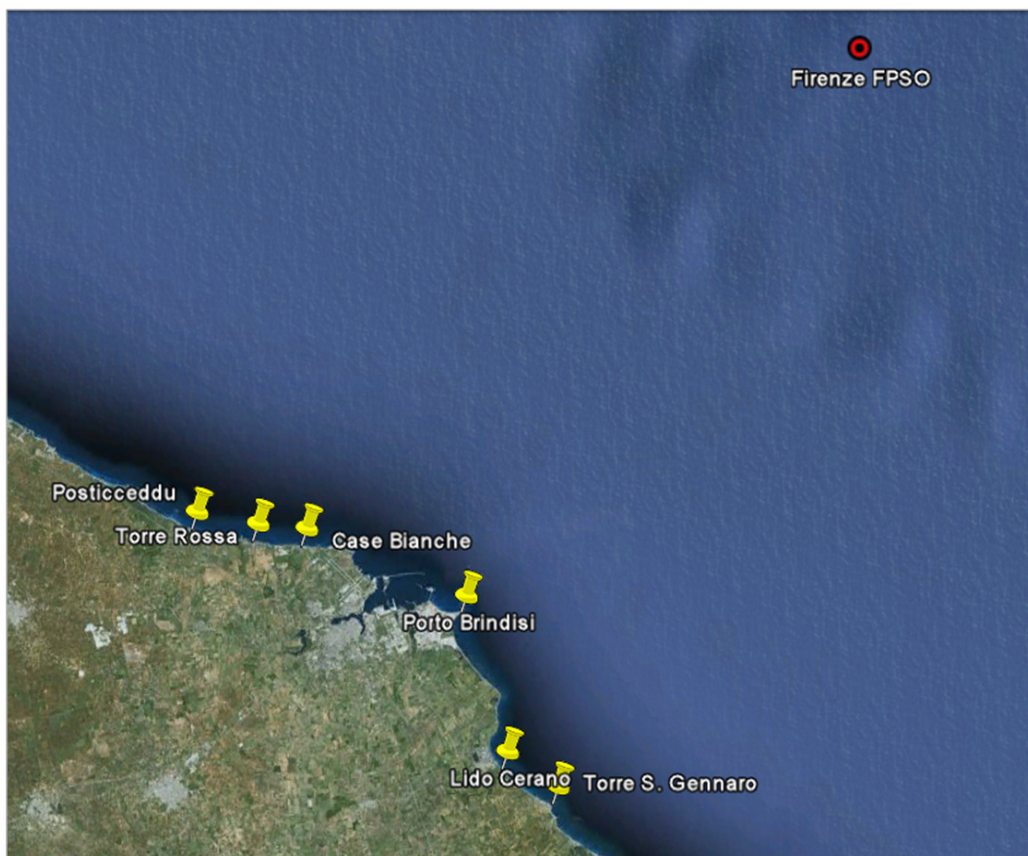 Firenze FPSO
Posticceddu
Torre Rossa
Case Bianche
Porto Brindisi
Lido Cerano
Torre S. Gennaro